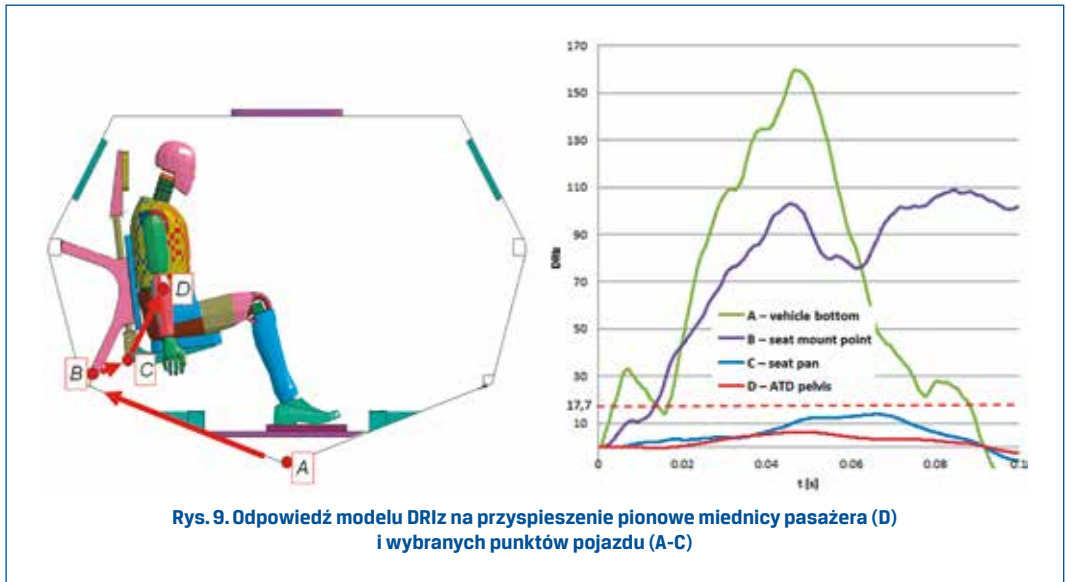 B
C
D
A
170
150
130
110
90
70
50
30
17,7
10
DRIz
A – vehicle bottom
B – seat mount point
C – seat pan
D – ATD pelvis
0
0.02
0.04
0.06
0.08
t [s]
Rys. 9. Odpowiedź modelu DRIz na przyspieszenie pionowe miednicy pasażera (D)
i wybranych punktów pojazdu (A-C)